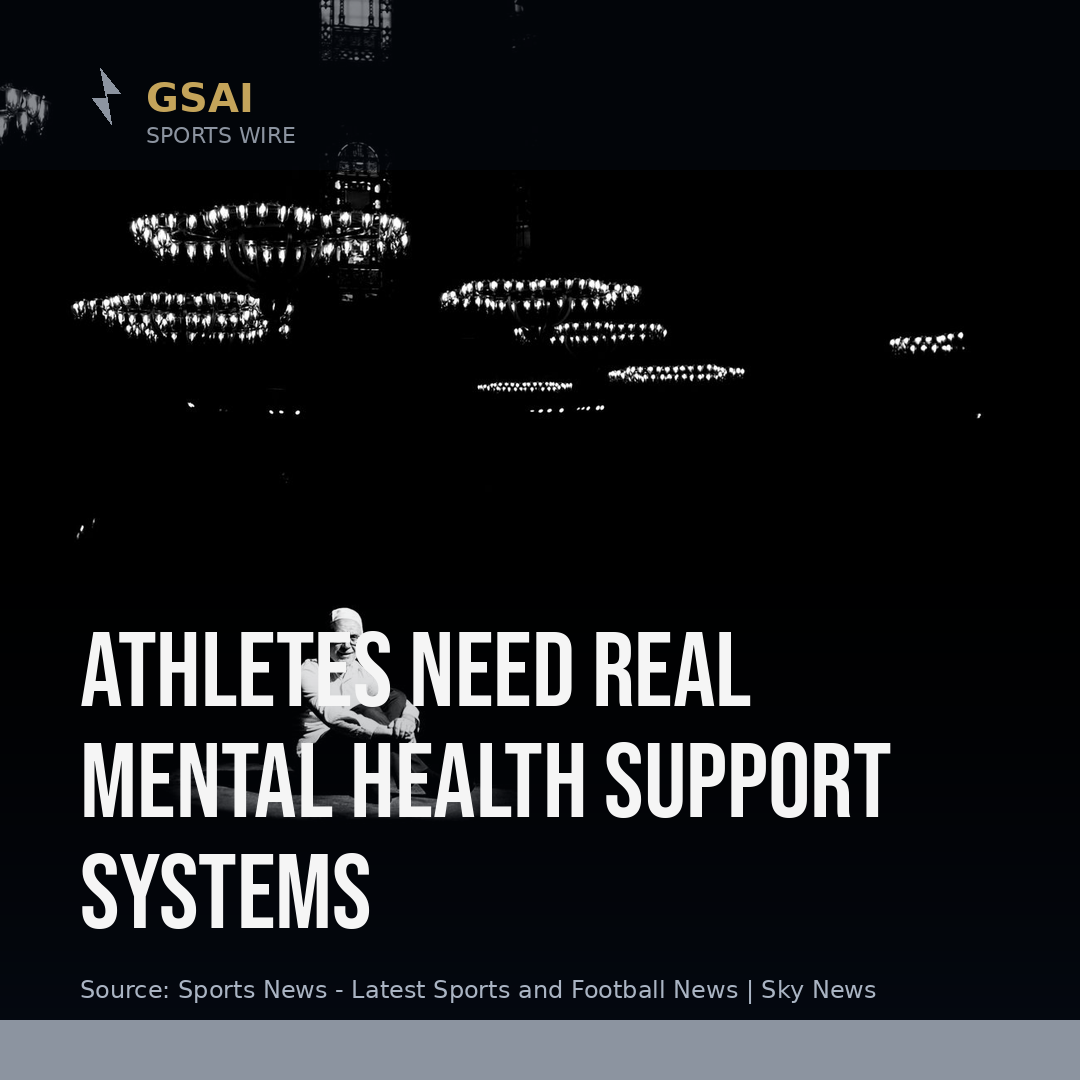 GSAI
SPORTS WIRE
ATHLETES NEED REAL
MENTAL HEALTH SUPPORT
SYSTEMS
Source: Sports News - Latest Sports and Football News | Sky News